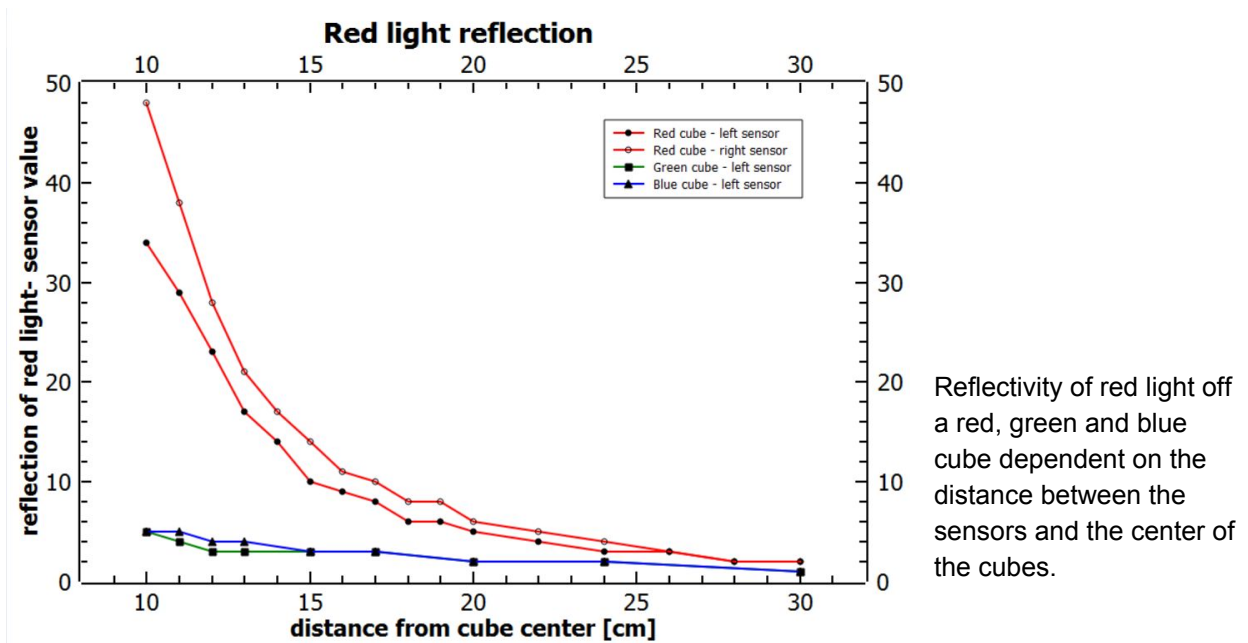 Red light reflection
10 15 20 25 30
50 50
Red cube - left sensor
Red cube - right sensor
Green cube - left sensor
Blue cube - left sensor
40 40
30 30
20 20
10 10
0 0
reflection of red light- sensor value
10 15 20 25 30
distance from cube center [cm]
Reflectivity of red light off
a red, green and blue
cube dependent on the
distance between the
sensors and the center of
the cubes.